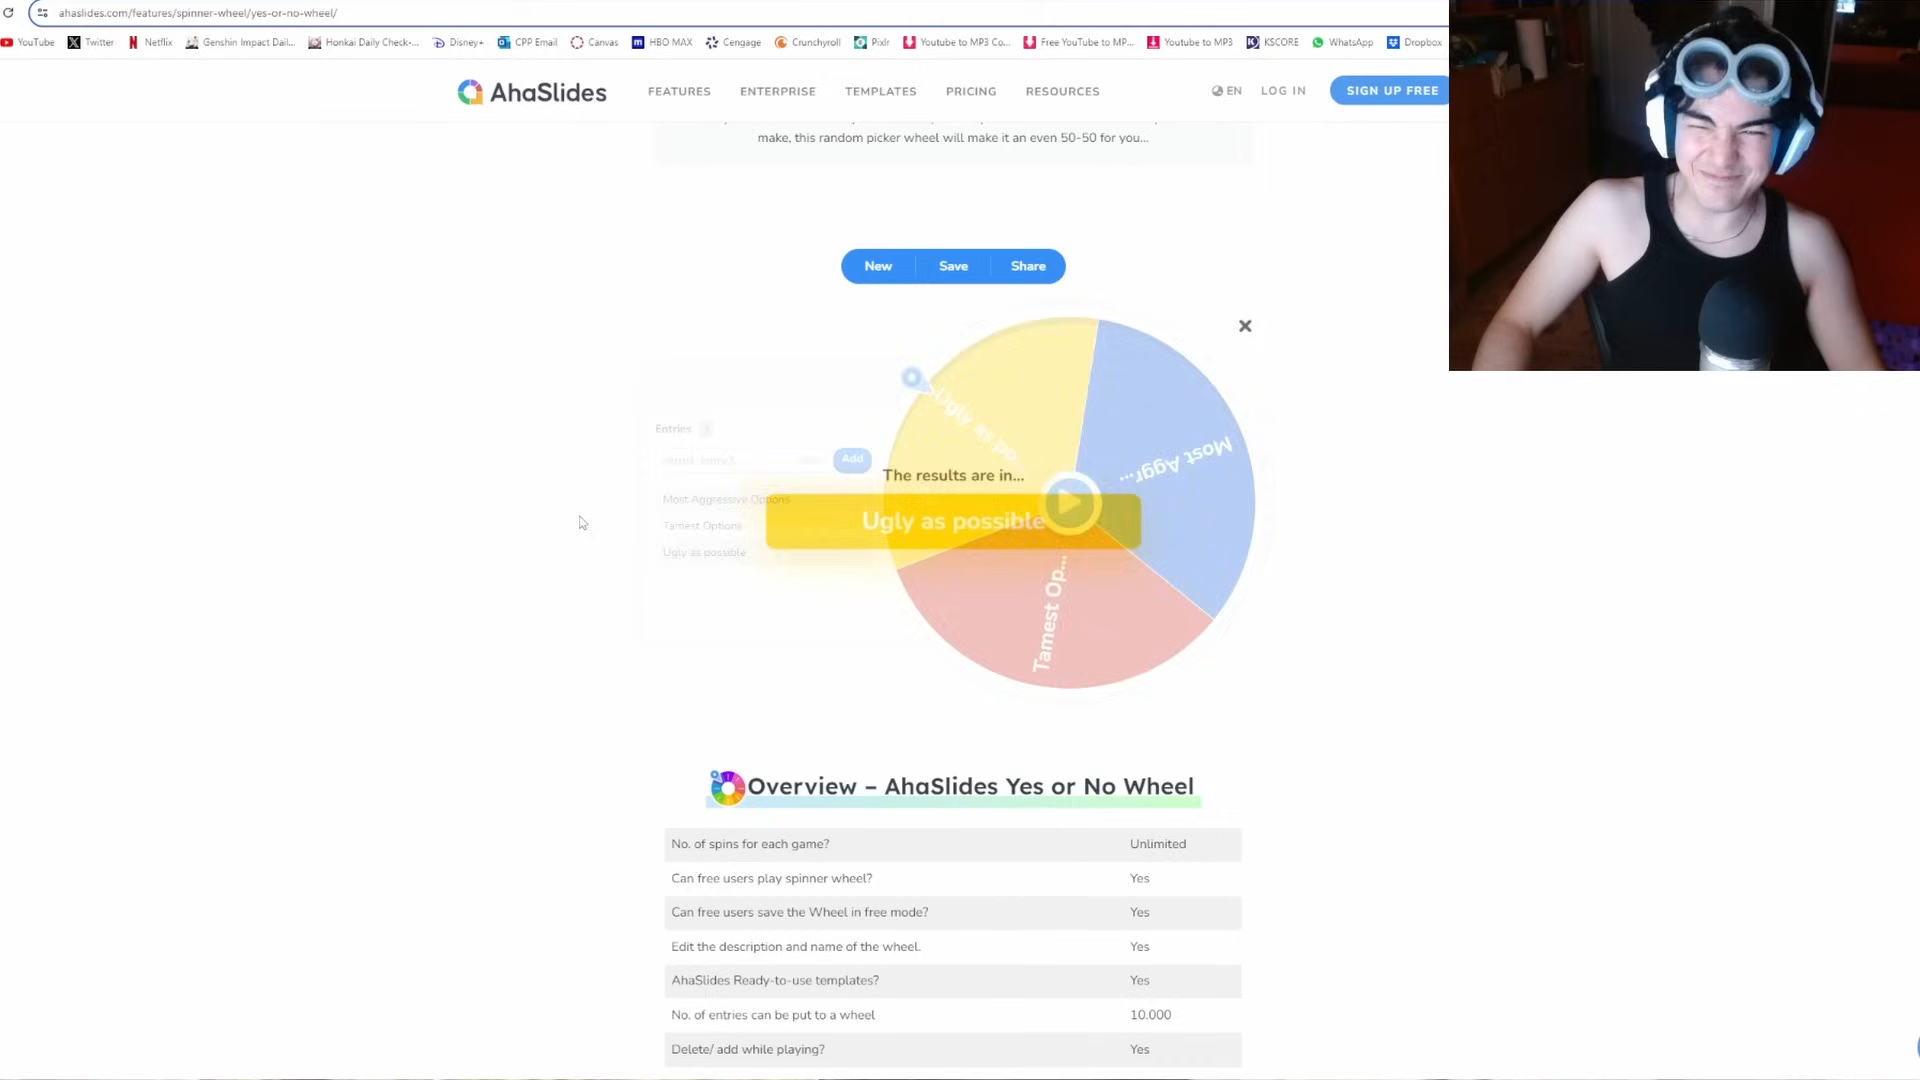 ahaslides.com/features/spinner-wheel/yes-or-no-wheel/
YouTube Twitter Netflix Genshin Impact Dail... Honkai Daily Check-... Disney+ CPP Email Canvas HBO MAX Cengage Crunchyroll Pixlr Youtube to MP3 Co... Free YouTube to MP... Youtube to MP3 KSCORE WhatsApp Dropbox
AhaSlides FEATURES ENTERPRISE TEMPLATES PRICING RESOURCES EN LOG IN SIGN UP FREE
make, this random picker wheel will make it an even 50-50 for you...
New Save Share
Ugly as po...
Most Aggr...
Tamest Op...
Entries
Add
Most Aggressive Options
Tamest Options
Ugly as possible
The results are in...
Ugly as possible
Overview – AhaSlides Yes or No Wheel
No. of spins for each game? Unlimited
Can free users play spinner wheel? Yes
Can free users save the Wheel in free mode? Yes
Edit the description and name of the wheel. Yes
AhaSlides Ready-to-use templates? Yes
No. of entries can be put to a wheel 10.000
Delete/ add while playing? Yes